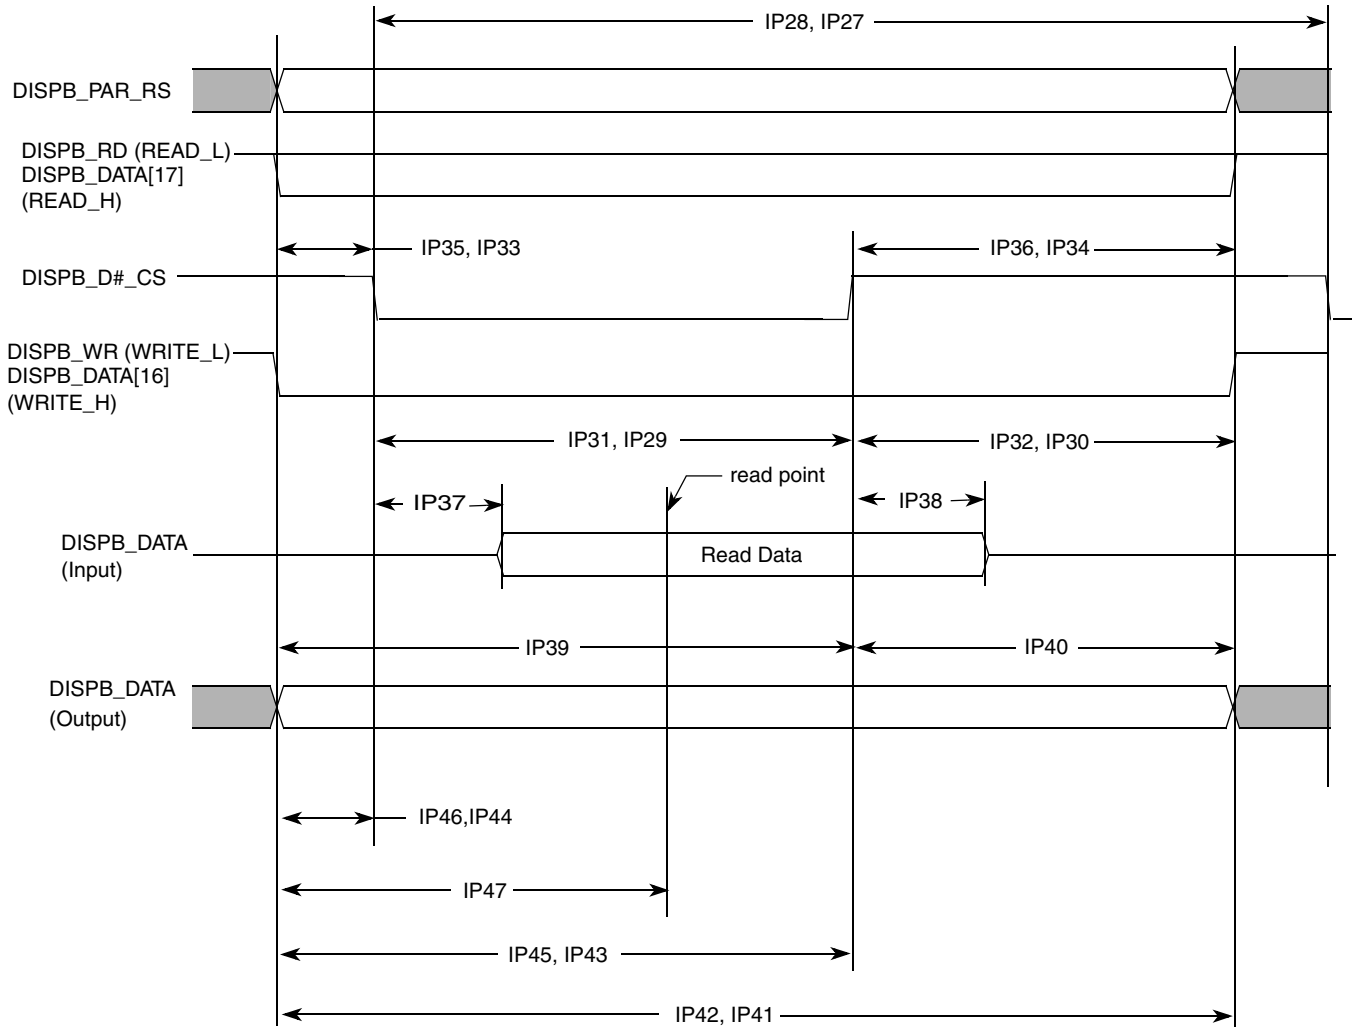 IP28, IP27
DISPB_PAR_RS
DISPB_RD (READ_L)
DISPB_DATA[17]
(READ_H)
IP35, IP33
IP36, IP34
DISPB_D#_CS
DISPB_WR (WRITE_L)
DISPB_DATA[16]
(WRITE_H)
IP31, IP29
IP32, IP30
read point
IP37
IP38
DISPB_DATA
(Input)
Read Data
IP39
IP40
DISPB_DATA
(Output)
IP46,IP44
IP47
IP45, IP43
IP42, IP41